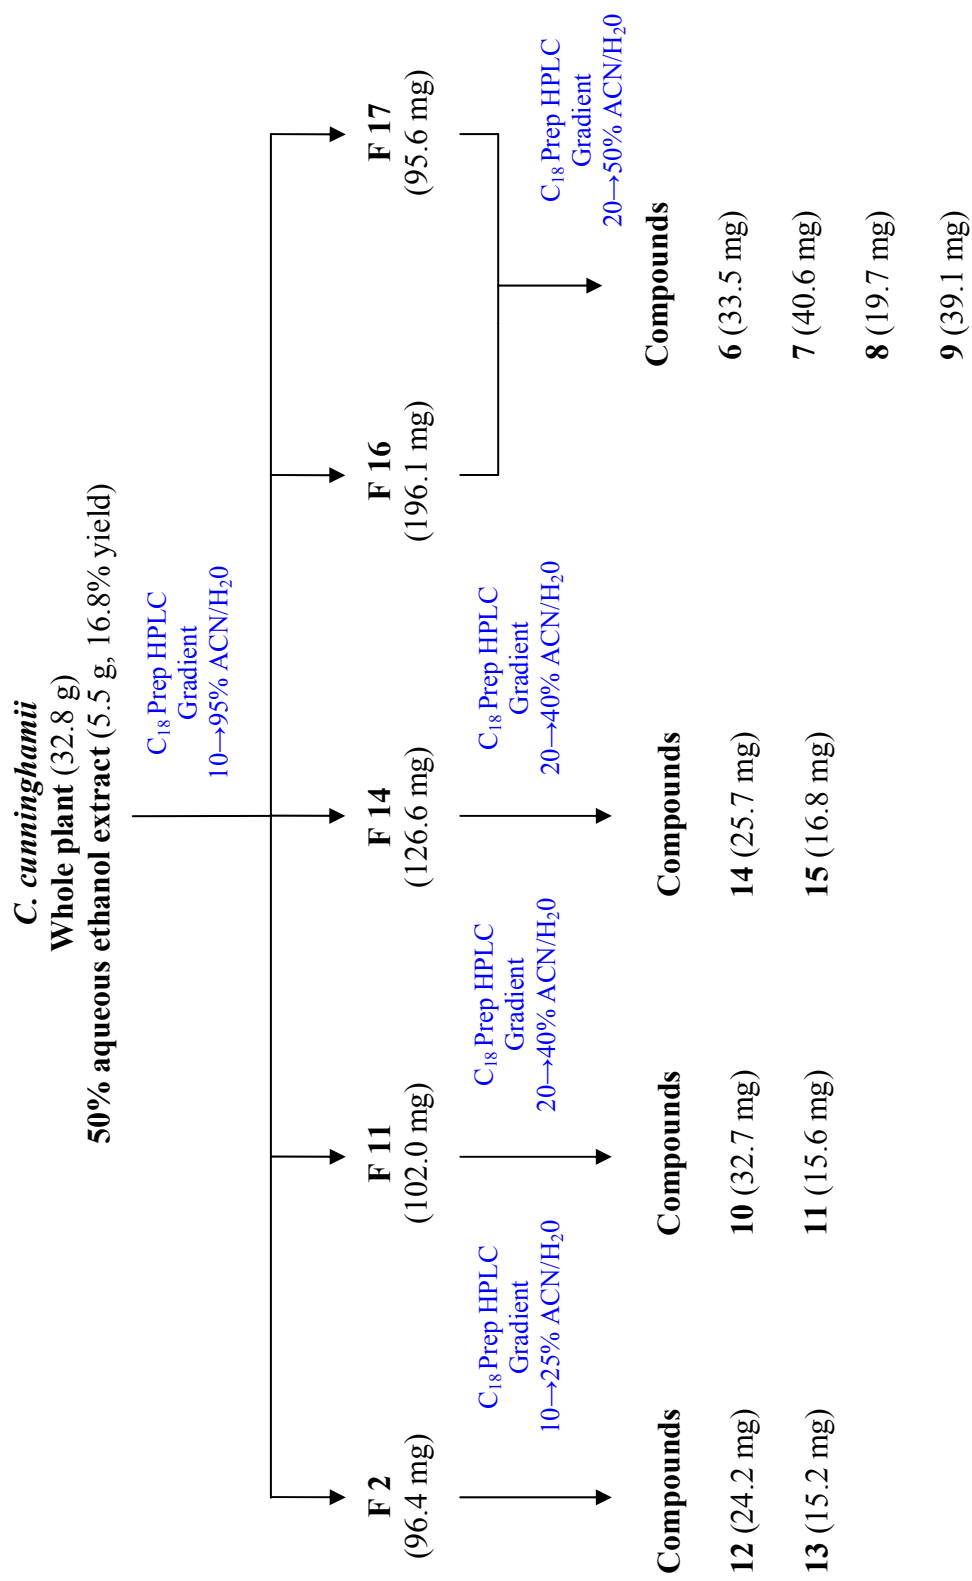 C. cunninghamii
Whole plant (32.8 g)
50% aqueous ethanol extract (5.5 g, 16.8% yield)
C18 Prep HPLC
Gradient
10→95% ACN/H20
F 2
(96.4 mg)
F 11
(102.0 mg)
F 14
(126.6 mg)
F 16
(196.1 mg)
F 17
(95.6 mg)
C18 Prep HPLC
Gradient
10→25% ACN/H20
C18 Prep HPLC
Gradient
20→40% ACN/H20
C18 Prep HPLC
Gradient
20→40% ACN/H20
C18 Prep HPLC
Gradient
20→50% ACN/H20
Compounds
12 (24.2 mg)
13 (15.2 mg)
Compounds
10 (32.7 mg)
11 (15.6 mg)
Compounds
14 (25.7 mg)
15 (16.8 mg)
Compounds
6 (33.5 mg)
7 (40.6 mg)
8 (19.7 mg)
9 (39.1 mg)